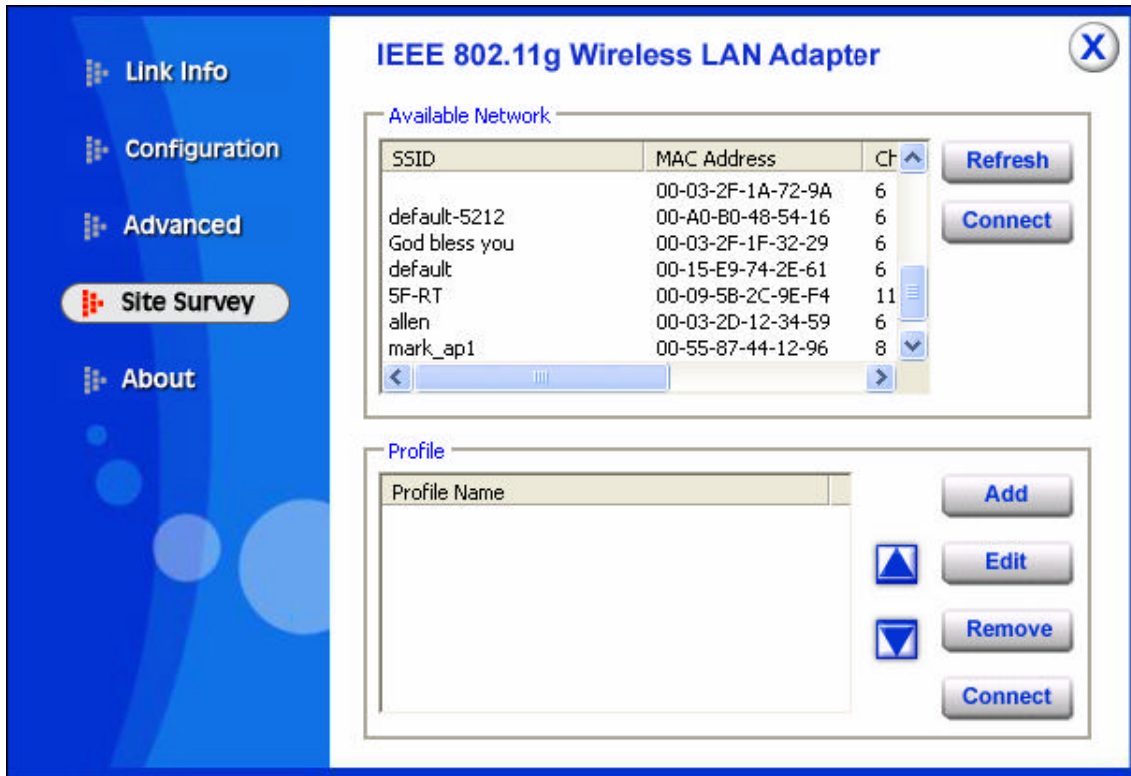 IEEE 802.11g Wireless LAN Adapter
X
Link Info
Configuration
Advanced
Site Survey
About
Available Network
SSID MAC Address Ch
00-03-2F-1A-72-9A 6
default-5212 00-A0-B0-48-54-16 6
God bless you 00-03-2F-1F-32-29 6
default 00-15-E9-74-2E-61 6
5F-RT 00-09-5B-2C-9E-F4 11
allen 00-03-2D-12-34-59 6
mark_ap1 00-55-87-44-12-96 8
Refresh
Connect
Profile
Profile Name
Add
Edit
Remove
Connect